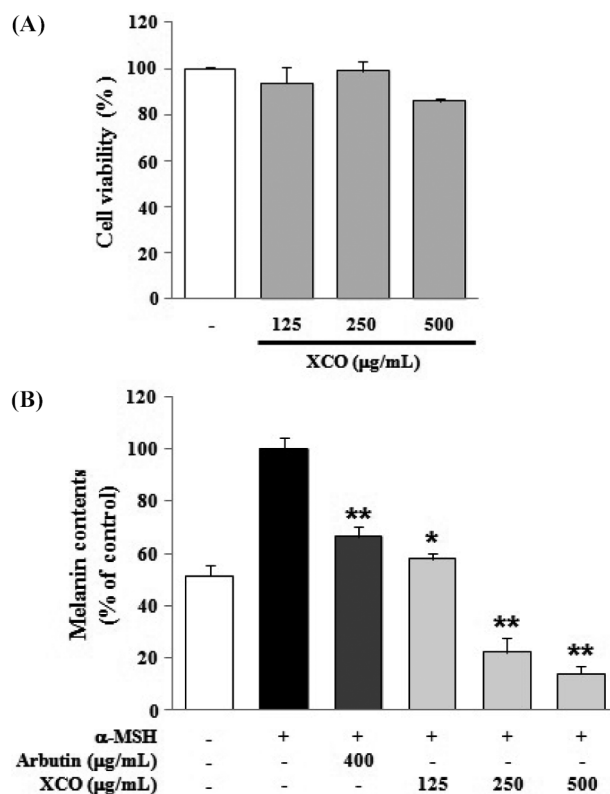 (A)
Cell viability (%)
120
100
80
60
40
20
0
- 125 250 500
XCO (µg/mL)
(B)
Melanin contents
(% of control)
120
100
80
60
40
20
0
** * ** **
α-MSH - + + + + +
Arbutin (µg/mL) - - 400 - - -
XCO (µg/mL) - - - 125 250 500